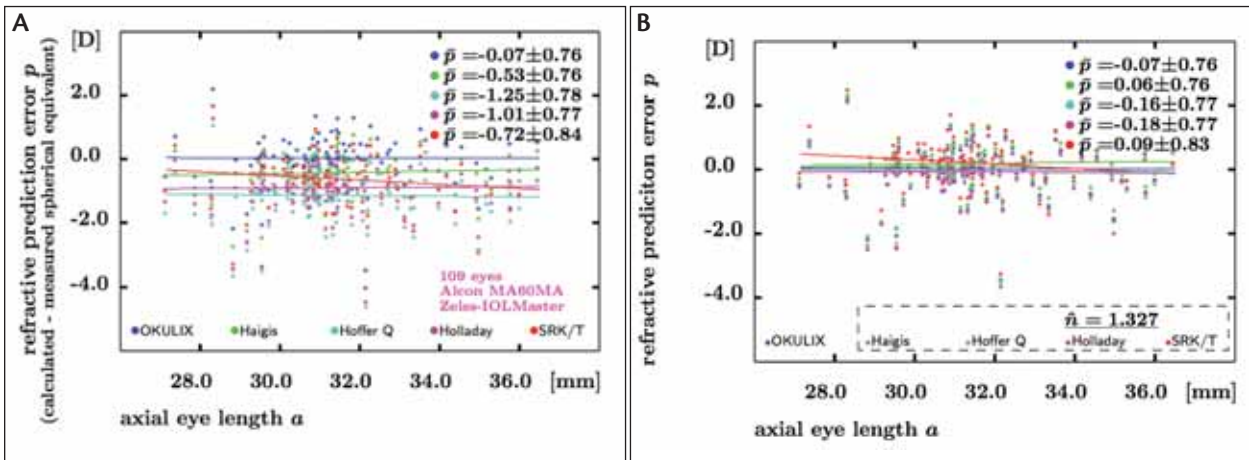 A
[D]
p̄ =-0.07±0.76
p̄ =-0.53±0.76
p̄ =-1.25±0.78
p̄ =-1.01±0.77
p̄ =-0.72±0.84
refractive prediction error p
(calculated - measured spherical equivalent)
2.0
0.0
-2.0
-4.0
109 eyes
Alcon MA60MA
Zeiss-IOLMaster
OKULIX Haigis Hoffer Q Holladay SRK/T
28.0 30.0 32.0 34.0 36.0 [mm]
axial eye length a
B
[D]
p̄ =-0.07±0.76
p̄ =0.06±0.76
p̄ =-0.16±0.77
p̄ =-0.18±0.77
p̄ =0.09±0.83
refractive prediciton error p
2.0
0.0
-2.0
-4.0
n̂ = 1.327
OKULIX Haigis Hoffer Q Holladay SRK/T
28.0 30.0 32.0 34.0 36.0 [mm]
axial eye length a